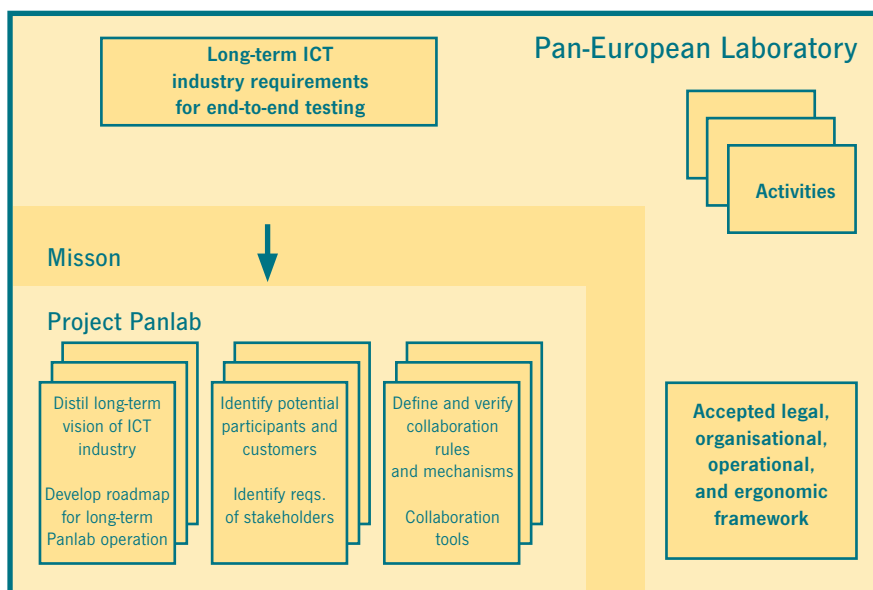 Long-term ICT
industry requirements
for end-to-end testing
Pan-European Laboratory
Activities
Misson
Project Panlab
Distil long-term
vision of ICT
industry
Develop roadmap
for long-term
Panlab operation
Identify potential
participants and
customers
Identify reqs.
of stakeholders
Define and verify
collaboration
rules
and mechanisms
Collaboration
tools
Accepted legal,
organisational,
operational,
and ergonomic
framework